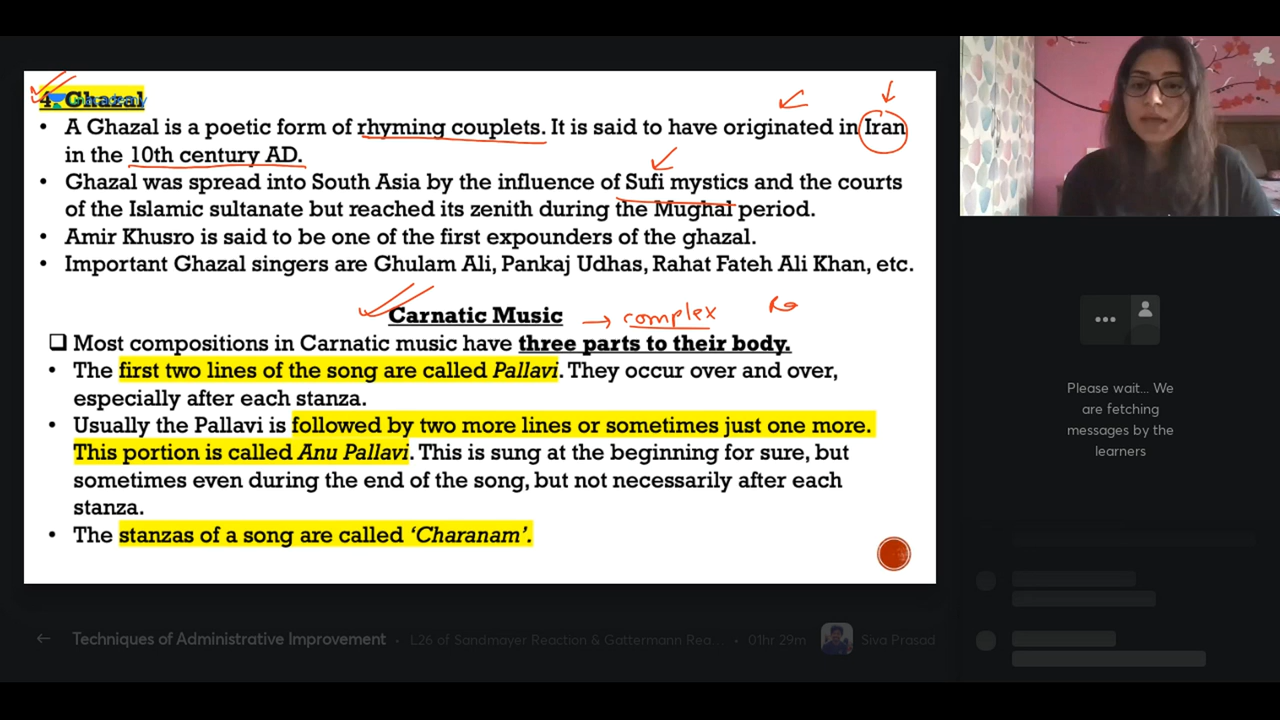 4. Ghazal
• A Ghazal is a poetic form of rhyming couplets. It is said to have originated in Iran
in the 10th century AD.
• Ghazal was spread into South Asia by the influence of Sufi mystics and the courts
of the Islamic sultanate but reached its zenith during the Mughal period.
• Amir Khusro is said to be one of the first expounders of the ghazal.
• Important Ghazal singers are Ghulam Ali, Pankaj Udhas, Rahat Fateh Ali Khan, etc.
Carnatic Music → complex
❑ Most compositions in Carnatic music have three parts to their body.
• The first two lines of the song are called Pallavi. They occur over and over,
especially after each stanza.
• Usually the Pallavi is followed by two more lines or sometimes just one more.
This portion is called Anu Pallavi. This is sung at the beginning for sure, but
sometimes even during the end of the song, but not necessarily after each
stanza.
• The stanzas of a song are called ‘Charanam’.
Please wait... We
are fetching
messages by the
learners
Techniques of Administrative Improvement • L26 of Sandmayer Reaction & Gattermann Rea... • 01hr 29m Siva Prasad